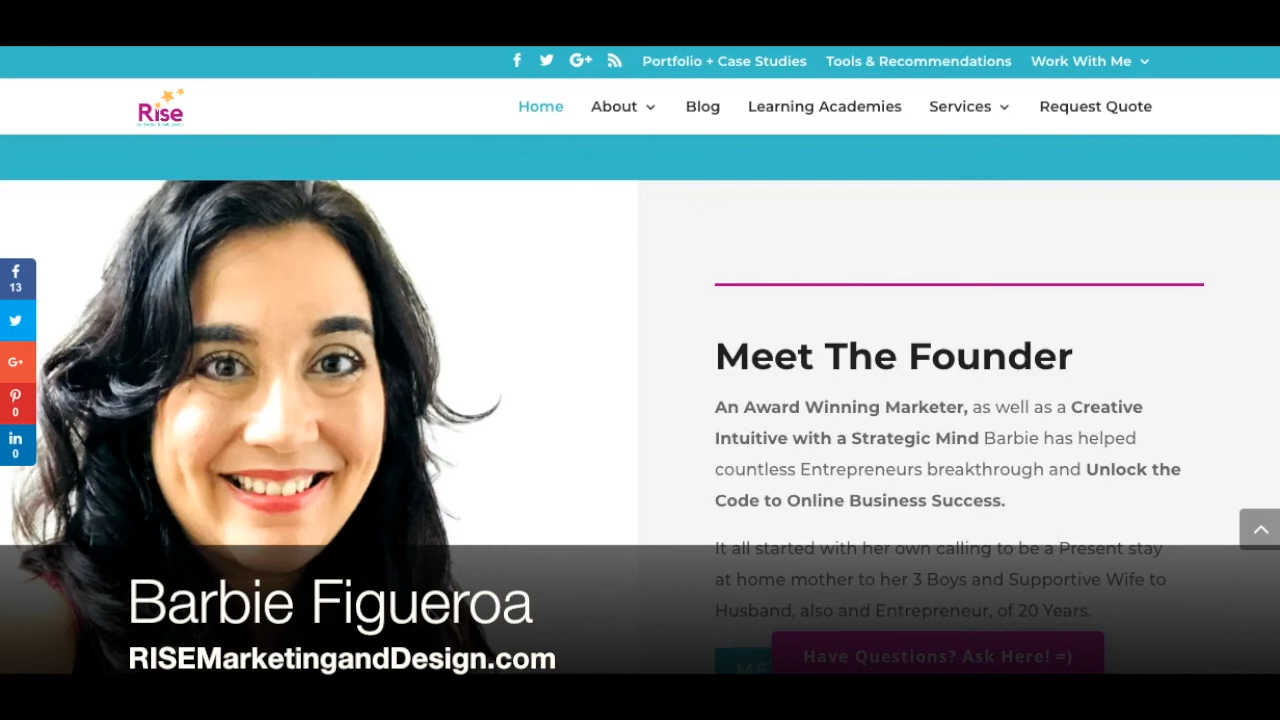 Portfolio + Case Studies Tools & Recommendations Work With Me
Rise
Home About Blog Learning Academies Services Request Quote
13
0
0
Meet The Founder
An Award Winning Marketer, as well as a Creative
Intuitive with a Strategic Mind Barbie has helped
countless Entrepreneurs breakthrough and Unlock the
Code to Online Business Success.
It all started with her own calling to be a Present stay
at home mother to her 3 Boys and Supportive Wife to
Husband, also and Entrepreneur, of 20 Years.
Have Questions? Ask Here! =)
ME
Barbie Figueroa
RISEMarketingandDesign.com